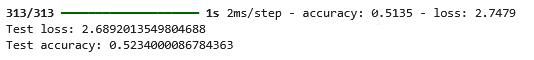 313/313 ━━━━━━━━━━━━━━━━━━━━ 1s 2ms/step - accuracy: 0.5135 - loss: 2.7479
Test loss: 2.6892013549804688
Test accuracy: 0.5234000086784363